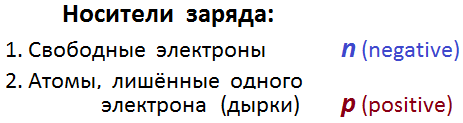 Носители заряда:
1. Свободные электроны n (negative)
2. Атомы, лишённые одного
электрона (дырки) p (positive)